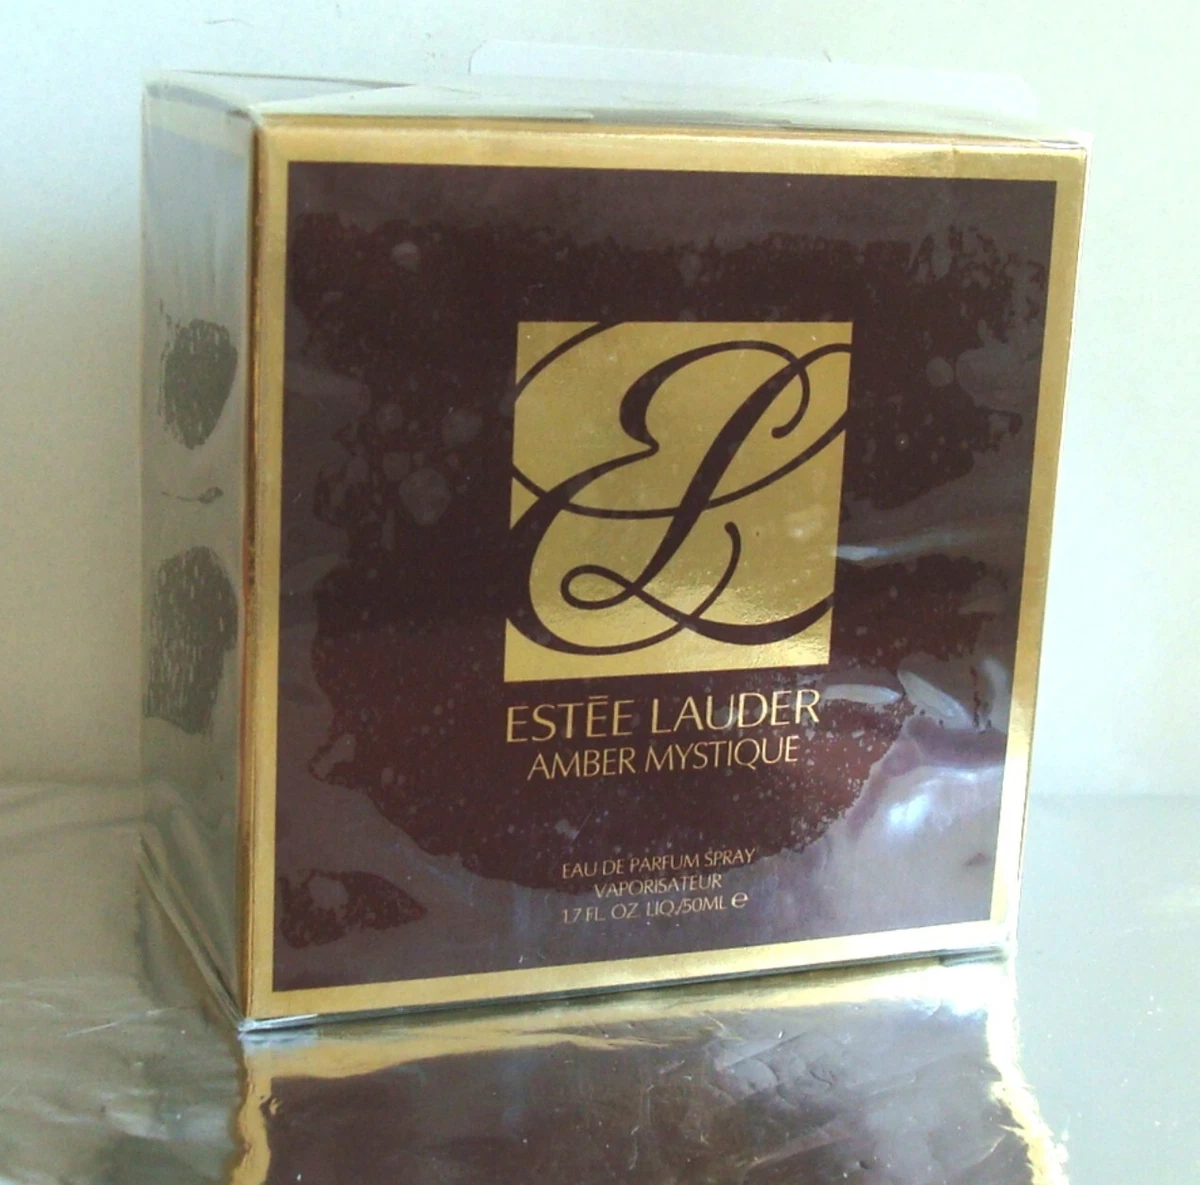 EL
ESTĒE LAUDER
AMBER MYSTIQUE
EAU DE PARFUM SPRAY
VAPORISATEUR
1.7 FL. OZ. LIQ./50ML ℮